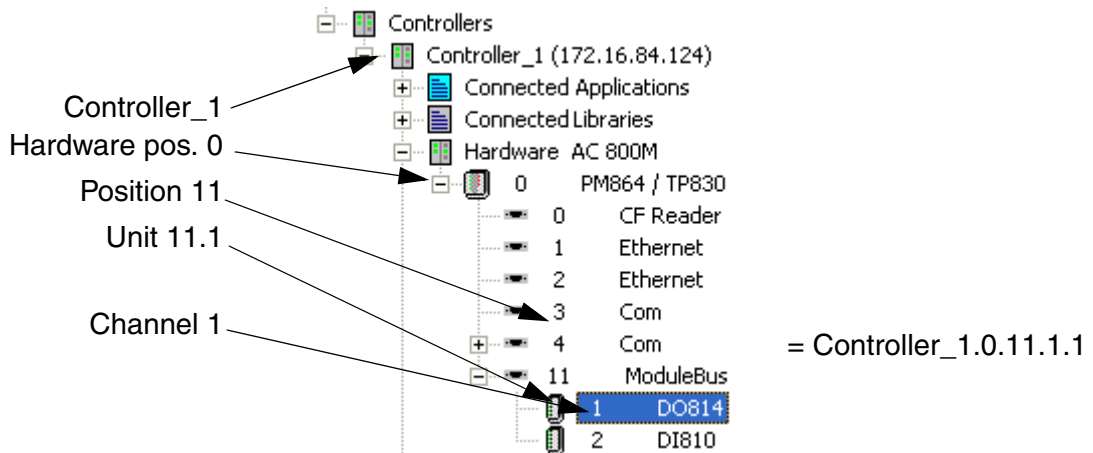 Controllers
Controller_1 (172.16.84.124)
Connected Applications
Controller_1
Connected Libraries
Hardware pos. 0
Hardware AC 800M
Position 11
0 PM864 / TP830
0 CF Reader
Unit 11.1
1 Ethernet
2 Ethernet
Channel 1
3 Com
4 Com
= Controller_1.0.11.1.1
11 ModuleBus
1 DO814
2 DI810